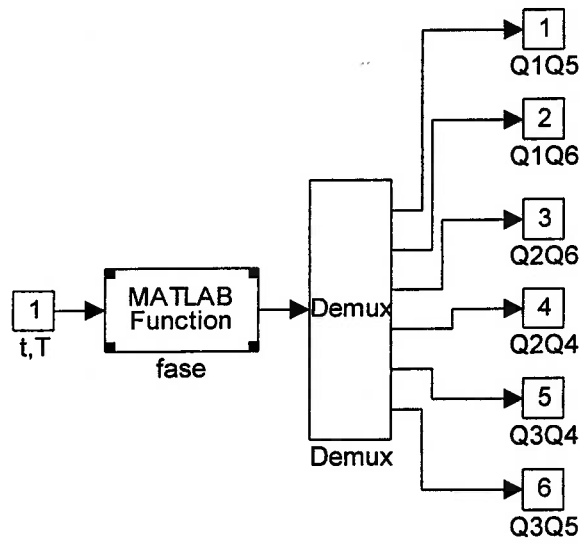 1
Q1Q5
2
Q1Q6
3
Q2Q6
1
t,T
MATLAB
Function
fase
Demux
Demux
4
Q2Q4
5
Q3Q4
6
Q3Q5